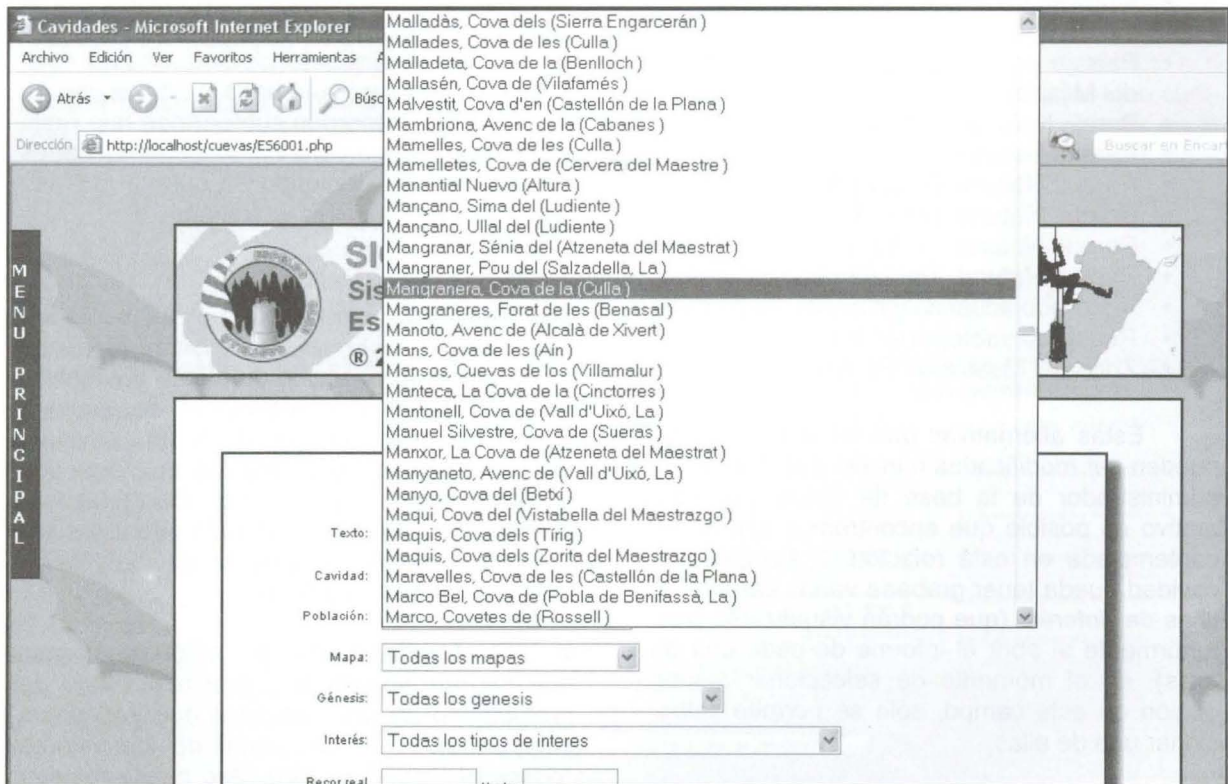 Cavidades - Microsoft Internet Explorer
Archivo Edición Ver Favoritos Herramientas
Atrás
Dirección http://localhost/cuevas/ES6001.php
Buscar en Encart
MENU PRINCIPAL
Malladàs, Cova dels (Sierra Engarcerán)
Mallades, Cova de les (Culla)
Malladeta, Cova de la (Benlloch)
Mallasén, Cova de (Vilafamés)
Malvestit, Cova d'en (Castellón de la Plana)
Mambriona, Avenc de la (Cabanes)
Mamelles, Cova de les (Culla)
Mamelletes, Cova de (Cervera del Maestre)
Manantial Nuevo (Altura)
Mançano, Sima del (Ludiente)
Mançano, Ullal del (Ludiente)
Mangranar, Sénia del (Atzeneta del Maestrat)
Mangraner, Pou del (Salzadella, La)
Mangranera, Cova de la (Culla)
Mangraneres, Forat de les (Benasal)
Manoto, Avenc de (Alcalà de Xivert)
Mans, Cova de les (Aín)
Mansos, Cuevas de los (Villamalur)
Manteca, La Cova de la (Cinctorres)
Mantonell, Cova de (Vall d'Uixó, La)
Manuel Silvestre, Cova de (Sueras)
Manxor, La Cova de (Atzeneta del Maestrat)
Manyaneto, Avenc de (Vall d'Uixó, La)
Manyo, Cova del (Betxí)
Maqui, Cova del (Vistabella del Maestrazgo)
Maquis, Cova dels (Tírig)
Maquis, Cova dels (Zorita del Maestrazgo)
Maravelles, Cova de les (Castellón de la Plana)
Marco Bel, Cova de (Pobla de Benifassà, La)
Marco, Covetes de (Rossell)
Texto:
Cavidad:
Población:
Mapa: Todas los mapas
Génesis: Todas los genesis
Interés: Todas los tipos de interes
Recor.real